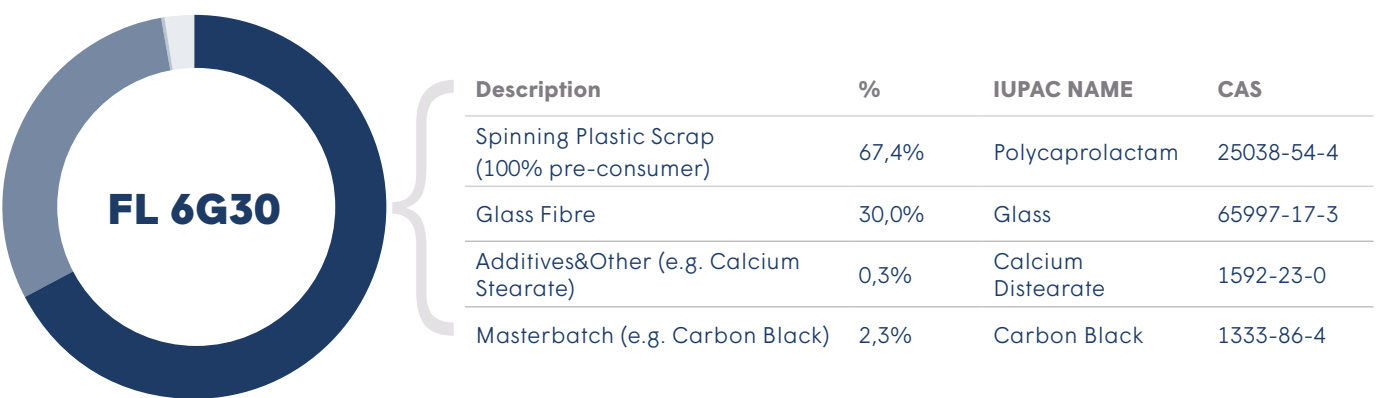 FL 6G30
Description % IUPAC NAME CAS
Spinning Plastic Scrap
(100% pre-consumer) 67,4% Polycaprolactam 25038-54-4
Glass Fibre 30,0% Glass 65997-17-3
Additives&Other (e.g. Calcium
Stearate) 0,3% Calcium
Distearate 1592-23-0
Masterbatch (e.g. Carbon Black) 2,3% Carbon Black 1333-86-4